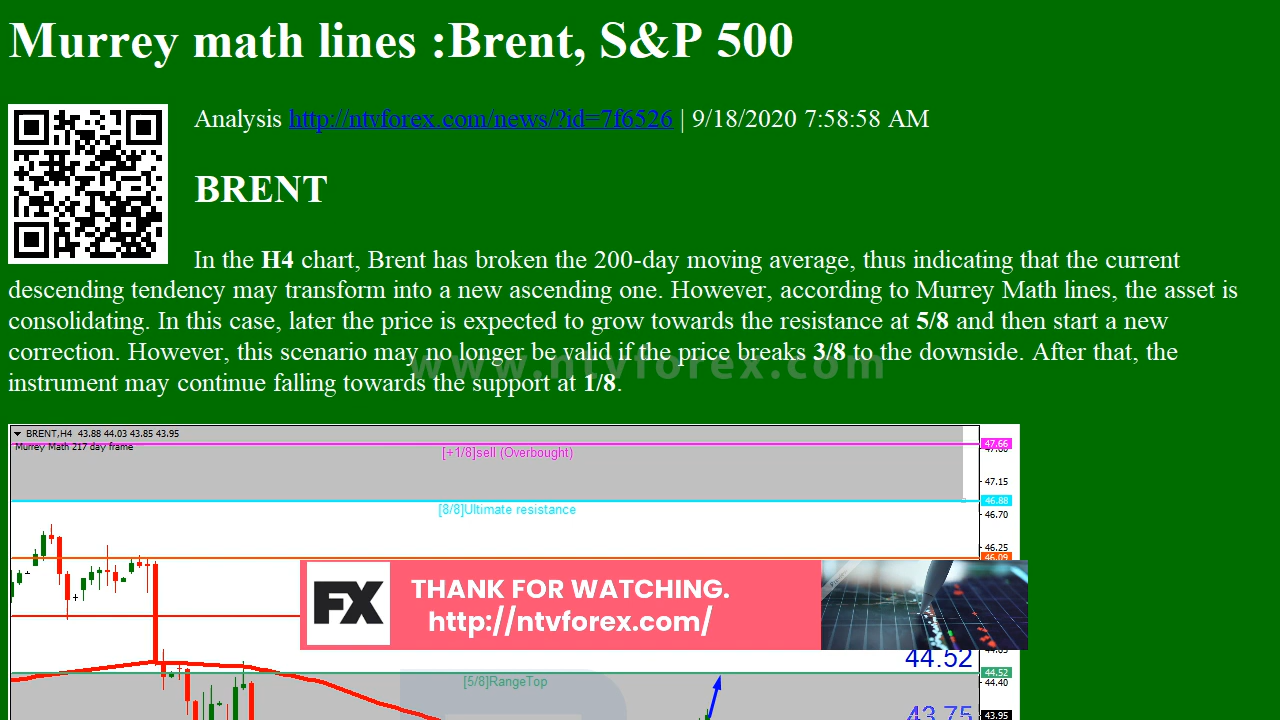 Murrey math lines :Brent, S&P 500
Analysis http://ntvforex.com/news/?id=7f6526 | 9/18/2020 7:58:58 AM
BRENT
In the H4 chart, Brent has broken the 200-day moving average, thus indicating that the current
descending tendency may transform into a new ascending one. However, according to Murrey Math lines, the asset is
consolidating. In this case, later the price is expected to grow towards the resistance at 5/8 and then start a new
correction. However, this scenario may no longer be valid if the price breaks 3/8 to the downside. After that, the
www.ntvforex.com
instrument may continue falling towards the support at 1/8.
BRENT,H4 43.88 44.03 43.85 43.95
Murrey Math 217 day frame
47.66
[+1/8]sell (Overbought)
47.15
46.88
[8/8]Ultimate resistance
46.70
46.25
46.09
FX
THANK FOR WATCHING.
http://ntvforex.com/
44.52
44.52
[5/8]RangeTop
44.40
43.75
43.95